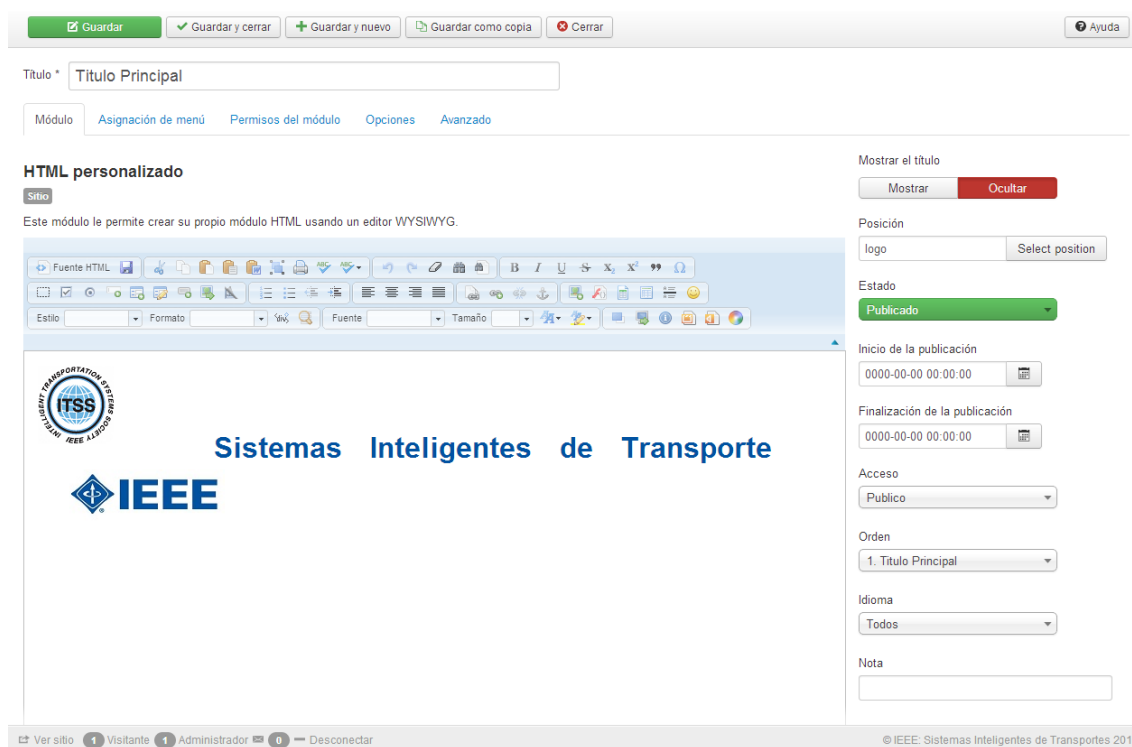 Guardar Guardar y cerrar Guardar y nuevo Guardar como copia Cerrar Ayuda
Título * Titulo Principal
Módulo Asignación de menú Permisos del módulo Opciones Avanzado
HTML personalizado
Sitio
Este módulo le permite crear su propio módulo HTML usando un editor WYSIWYG.
Fuente HTML
Estilo Formato Fuente Tamaño
INTELLIGENT TRANSPORTATION SYSTEMS SOCIETY
ITSS
IEEE
Sistemas Inteligentes de Transporte
IEEE
Mostrar el título
Mostrar Ocultar
Posición
logo Select position
Estado
Publicado
Inicio de la publicación
0000-00-00 00:00:00
Finalización de la publicación
0000-00-00 00:00:00
Acceso
Publico
Orden
1. Titulo Principal
Idioma
Todos
Nota
Ver sitio 1 Visitante 1 Administrador 0 Desconectar
© IEEE: Sistemas Inteligentes de Transportes 201